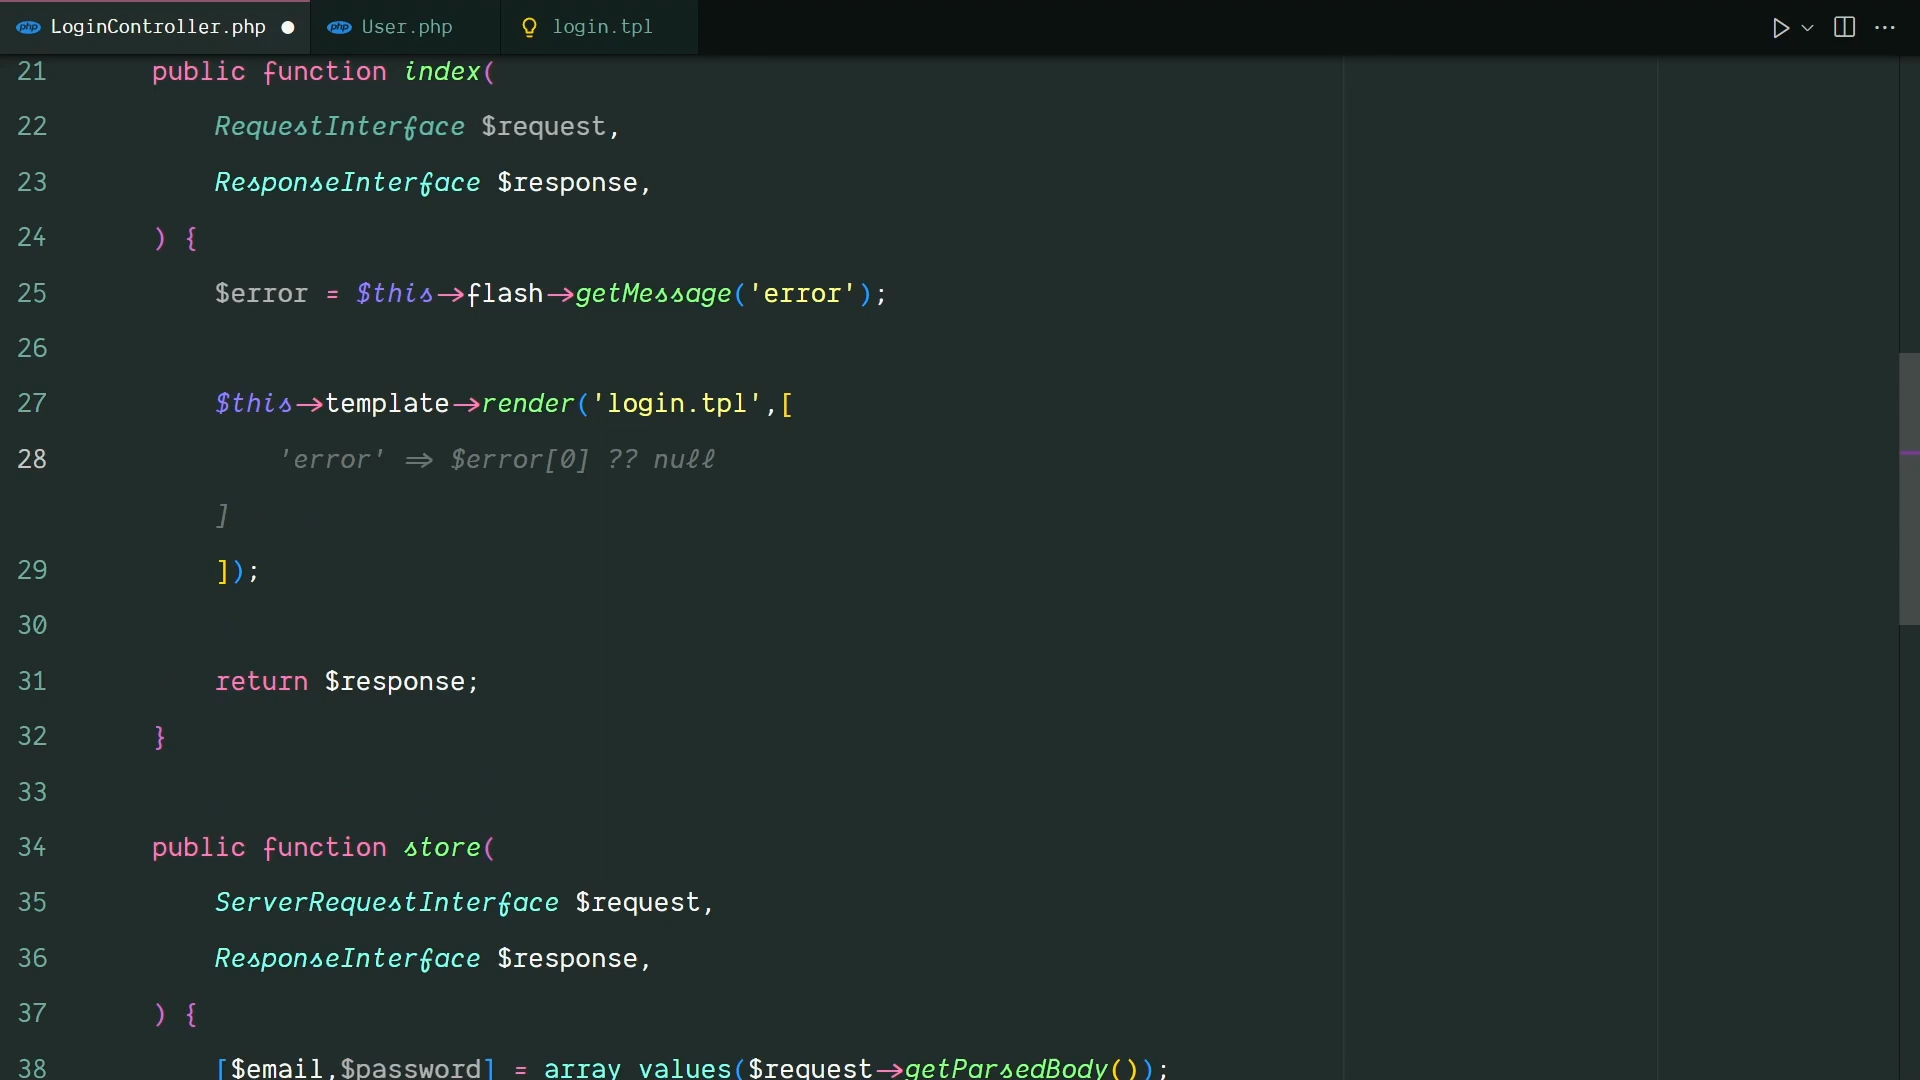 LoginController.php
User.php
login.tpl
21 public function index(
22 RequestInterface $request,
23 ResponseInterface $response,
24 ) {
25 $error = $this->flash->getMessage('error');
26
27 $this->template->render('login.tpl',[
28 'error' => $error[0] ?? null
]
29 ]);
30
31 return $response;
32 }
33
34 public function store(
35 ServerRequestInterface $request,
36 ResponseInterface $response,
37 ) {
38 [$email,$password] = array_values($request->getParsedBody());